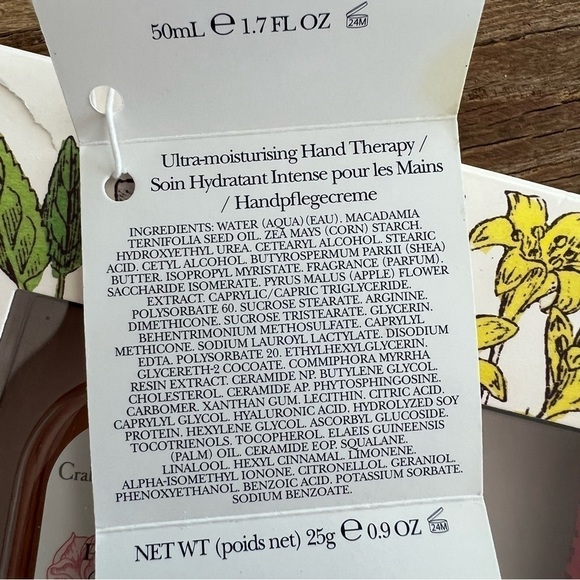 50mL ℮ 1.7 FL OZ 24M
Ultra-moisturising Hand Therapy /
Soin Hydratant Intense pour les Mains
/ Handpflegecreme
INGREDIENTS: WATER (AQUA) (EAU). MACADAMIA
TERNIFOLIA SEED OIL. ZEA MAYS (CORN) STARCH.
HYDROXYETHYL UREA. CETEARYL ALCOHOL. STEARIC
ACID. CETYL ALCOHOL. BUTYROSPERMUM PARKII (SHEA)
BUTTER. ISOPROPYL MYRISTATE. FRAGRANCE (PARFUM).
SACCHARIDE ISOMERATE. PYRUS MALUS (APPLE) FLOWER
EXTRACT. CAPRYLIC/CAPRIC TRIGLYCERIDE.
POLYSORBATE 60. SUCROSE STEARATE. ARGININE.
DIMETHICONE. SUCROSE TRISTEARATE. GLYCERIN.
BEHENTRIMONIUM METHOSULFATE. CAPRYLYL
METHICONE. SODIUM LAUROYL LACTYLATE. DISODIUM
EDTA. POLYSORBATE 20. ETHYLHEXYLGLYCERIN.
GLYCERETH-2 COCOATE. COMMIPHORA MYRRHA
RESIN EXTRACT. CERAMIDE NP. BUTYLENE GLYCOL.
CHOLESTEROL. CERAMIDE AP. PHYTOSPHINGOSINE.
CARBOMER. XANTHAN GUM. LECITHIN. CITRIC ACID.
CAPRYLYL GLYCOL. HYALURONIC ACID. HYDROLYZED SOY
PROTEIN. HEXYLENE GLYCOL. ASCORBYL GLUCOSIDE.
TOCOTRIENOLS. TOCOPHEROL. ELAEIS GUINEENSIS
(PALM) OIL. CERAMIDE EOP. SQUALANE.
LINALOOL. HEXYL CINNAMAL. LIMONENE.
ALPHA-ISOMETHYL IONONE. CITRONELLOL. GERANIOL.
PHENOXYETHANOL. BENZOIC ACID. POTASSIUM SORBATE.
SODIUM BENZOATE.
NET WT (poids net) 25g ℮ 0.9 OZ 24M